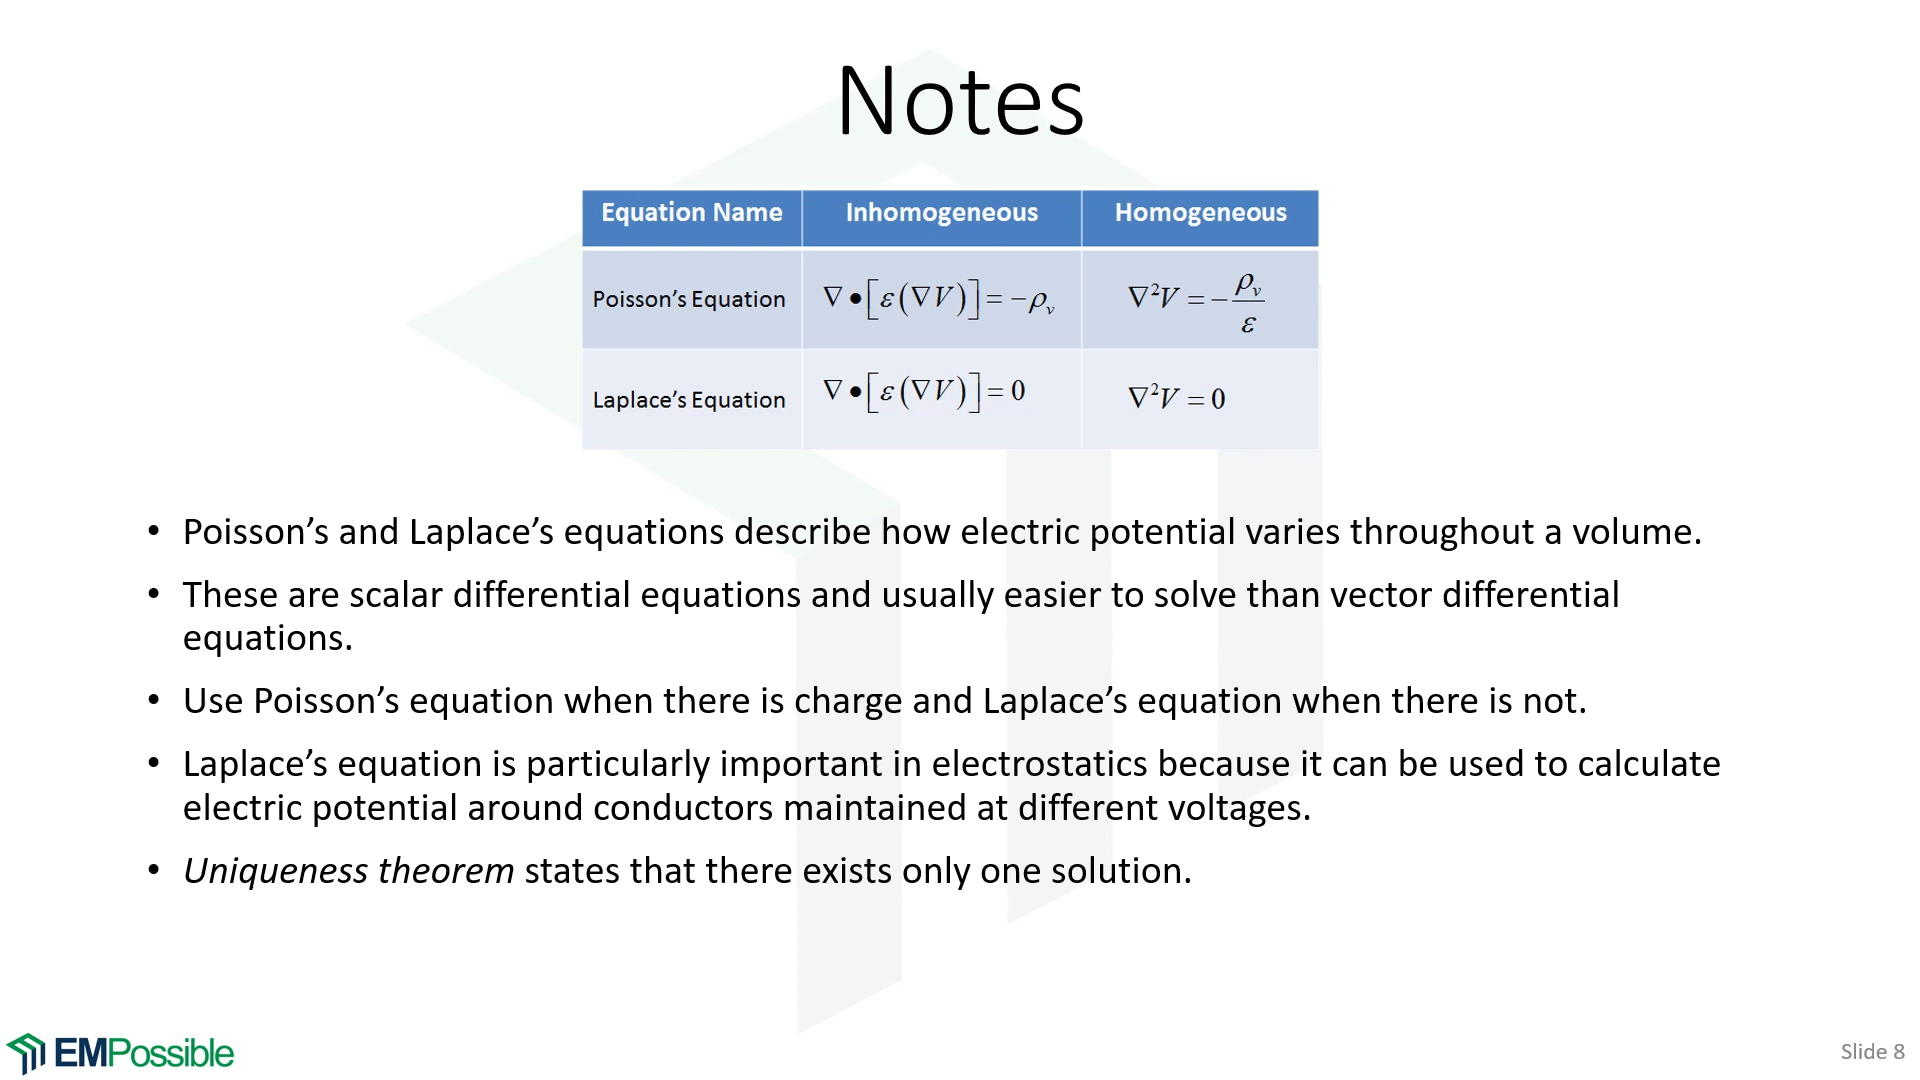 Notes
Equation Name Inhomogeneous Homogeneous
Poisson’s Equation ∇•[ε(∇V)]=−ρᵥ ∇²V=−ρᵥ/ε
Laplace’s Equation ∇•[ε(∇V)]=0 ∇²V=0
• Poisson’s and Laplace’s equations describe how electric potential varies throughout a volume.
• These are scalar differential equations and usually easier to solve than vector differential
equations.
• Use Poisson’s equation when there is charge and Laplace’s equation when there is not.
• Laplace’s equation is particularly important in electrostatics because it can be used to calculate
electric potential around conductors maintained at different voltages.
• Uniqueness theorem states that there exists only one solution.
EMPossible
Slide 8